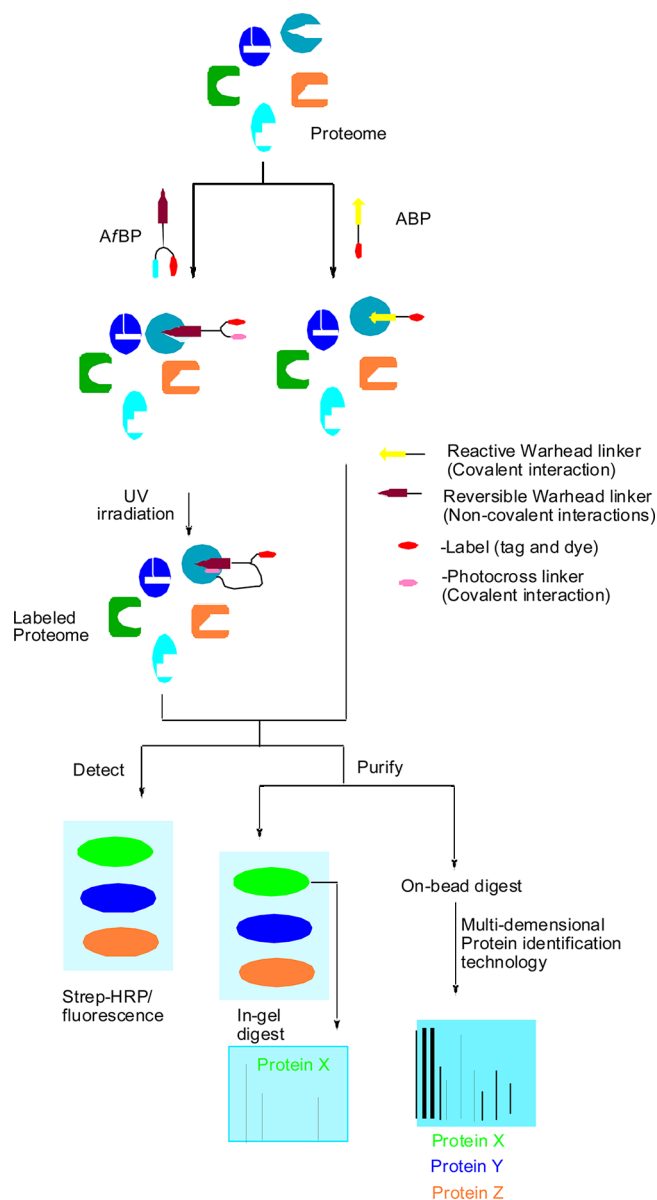 Proteome
AfBP
ABP
Reactive Warhead linker
(Covalent interaction)
UV
irradiation
Reversible Warhead linker
(Non-covalent interactions)
-Label (tag and dye)
-Photocross linker
(Covalent interaction)
Labeled
Proteome
Detect
Purify
On-bead digest
Multi-demensional
Protein identification
technology
Strep-HRP/
fluorescence
In-gel
digest
Protein X
Protein X
Protein Y
Protein Z